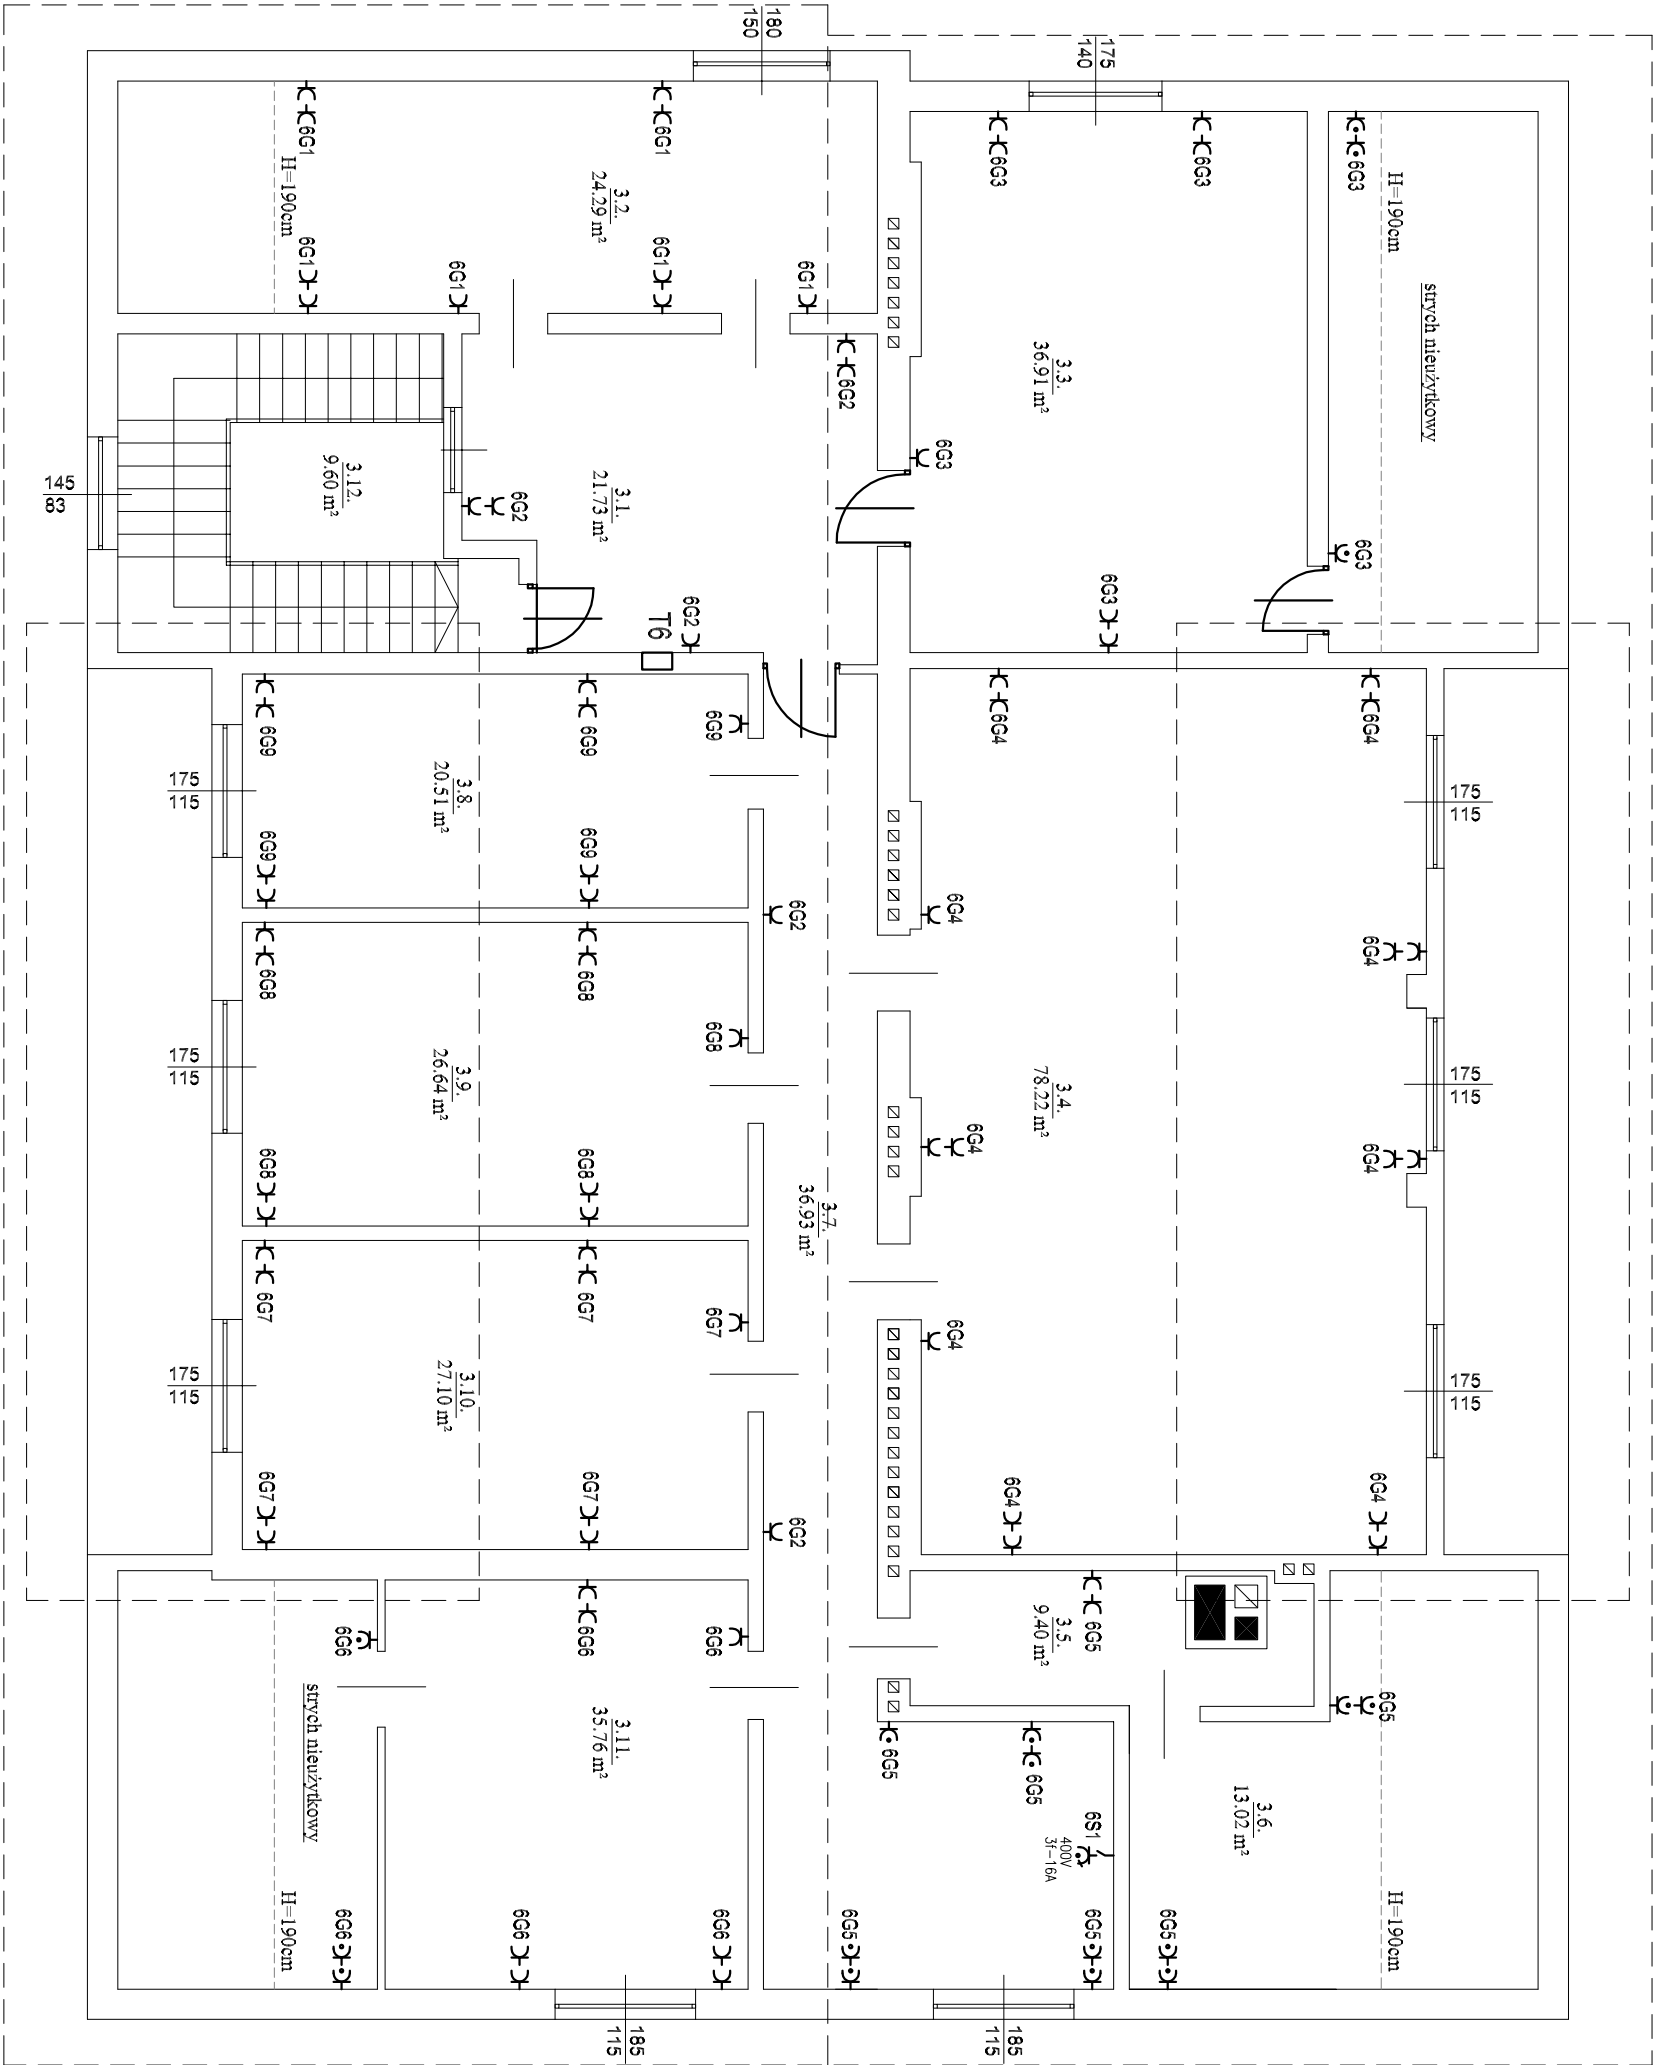 180
150
175
140
6G1
6G1
6G3
6G3
6G3
H=190cm
3.2.
24.29 m²
H=190cm
6G1
6G1
6G1
6G1
strych nieużytkowy
3.3.
36.91 m²
6G2
6G3
145
83
3.12.
9.60 m²
6G2
3.1.
21.73 m²
6G3
6G3
6G2
T6
6G9
6G9
6G9
6G4
6G4
175
115
3.8.
20.51 m²
175
115
6G9
6G9
6G2
6G4
6G4
6G8
6G8
6G8
175
115
3.9.
26.64 m²
3.4.
78.22 m²
175
115
6G8
6G8
6G4
6G4
3.7.
36.93 m²
6G7
6G7
6G7
6G4
175
115
3.10.
27.10 m²
175
115
6G7
6G7
6G2
6G4
6G4
6G6
6G6
6G6
3.5.
9.40 m²
6G5
6G5
strych nieużytkowy
3.11.
35.76 m²
6G5
6G5
6S1
400V
3f-16A
3.6.
13.02 m²
H=190cm
H=190cm
6G6
6G6
6G6
6G5
6G5
6G5
185
115
185
115